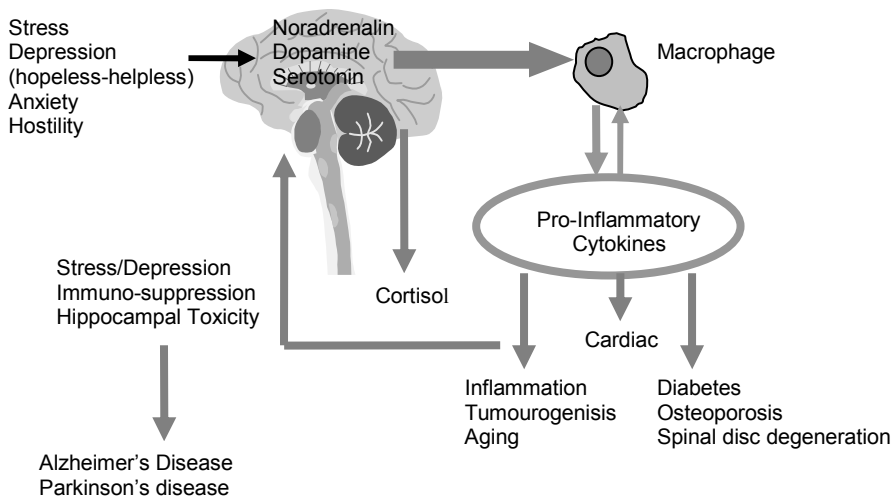 Stress
Depression
(hopeless-helpless)
Anxiety
Hostility
Noradrenalin
Dopamine
Serotonin
Macrophage
Pro-Inflammatory
Cytokines
Stress/Depression
Immuno-suppression
Hippocampal Toxicity
Cortisol
Cardiac
Inflammation
Tumourogenisis
Aging
Diabetes
Osteoporosis
Spinal disc degeneration
Alzheimer’s Disease
Parkinson’s disease